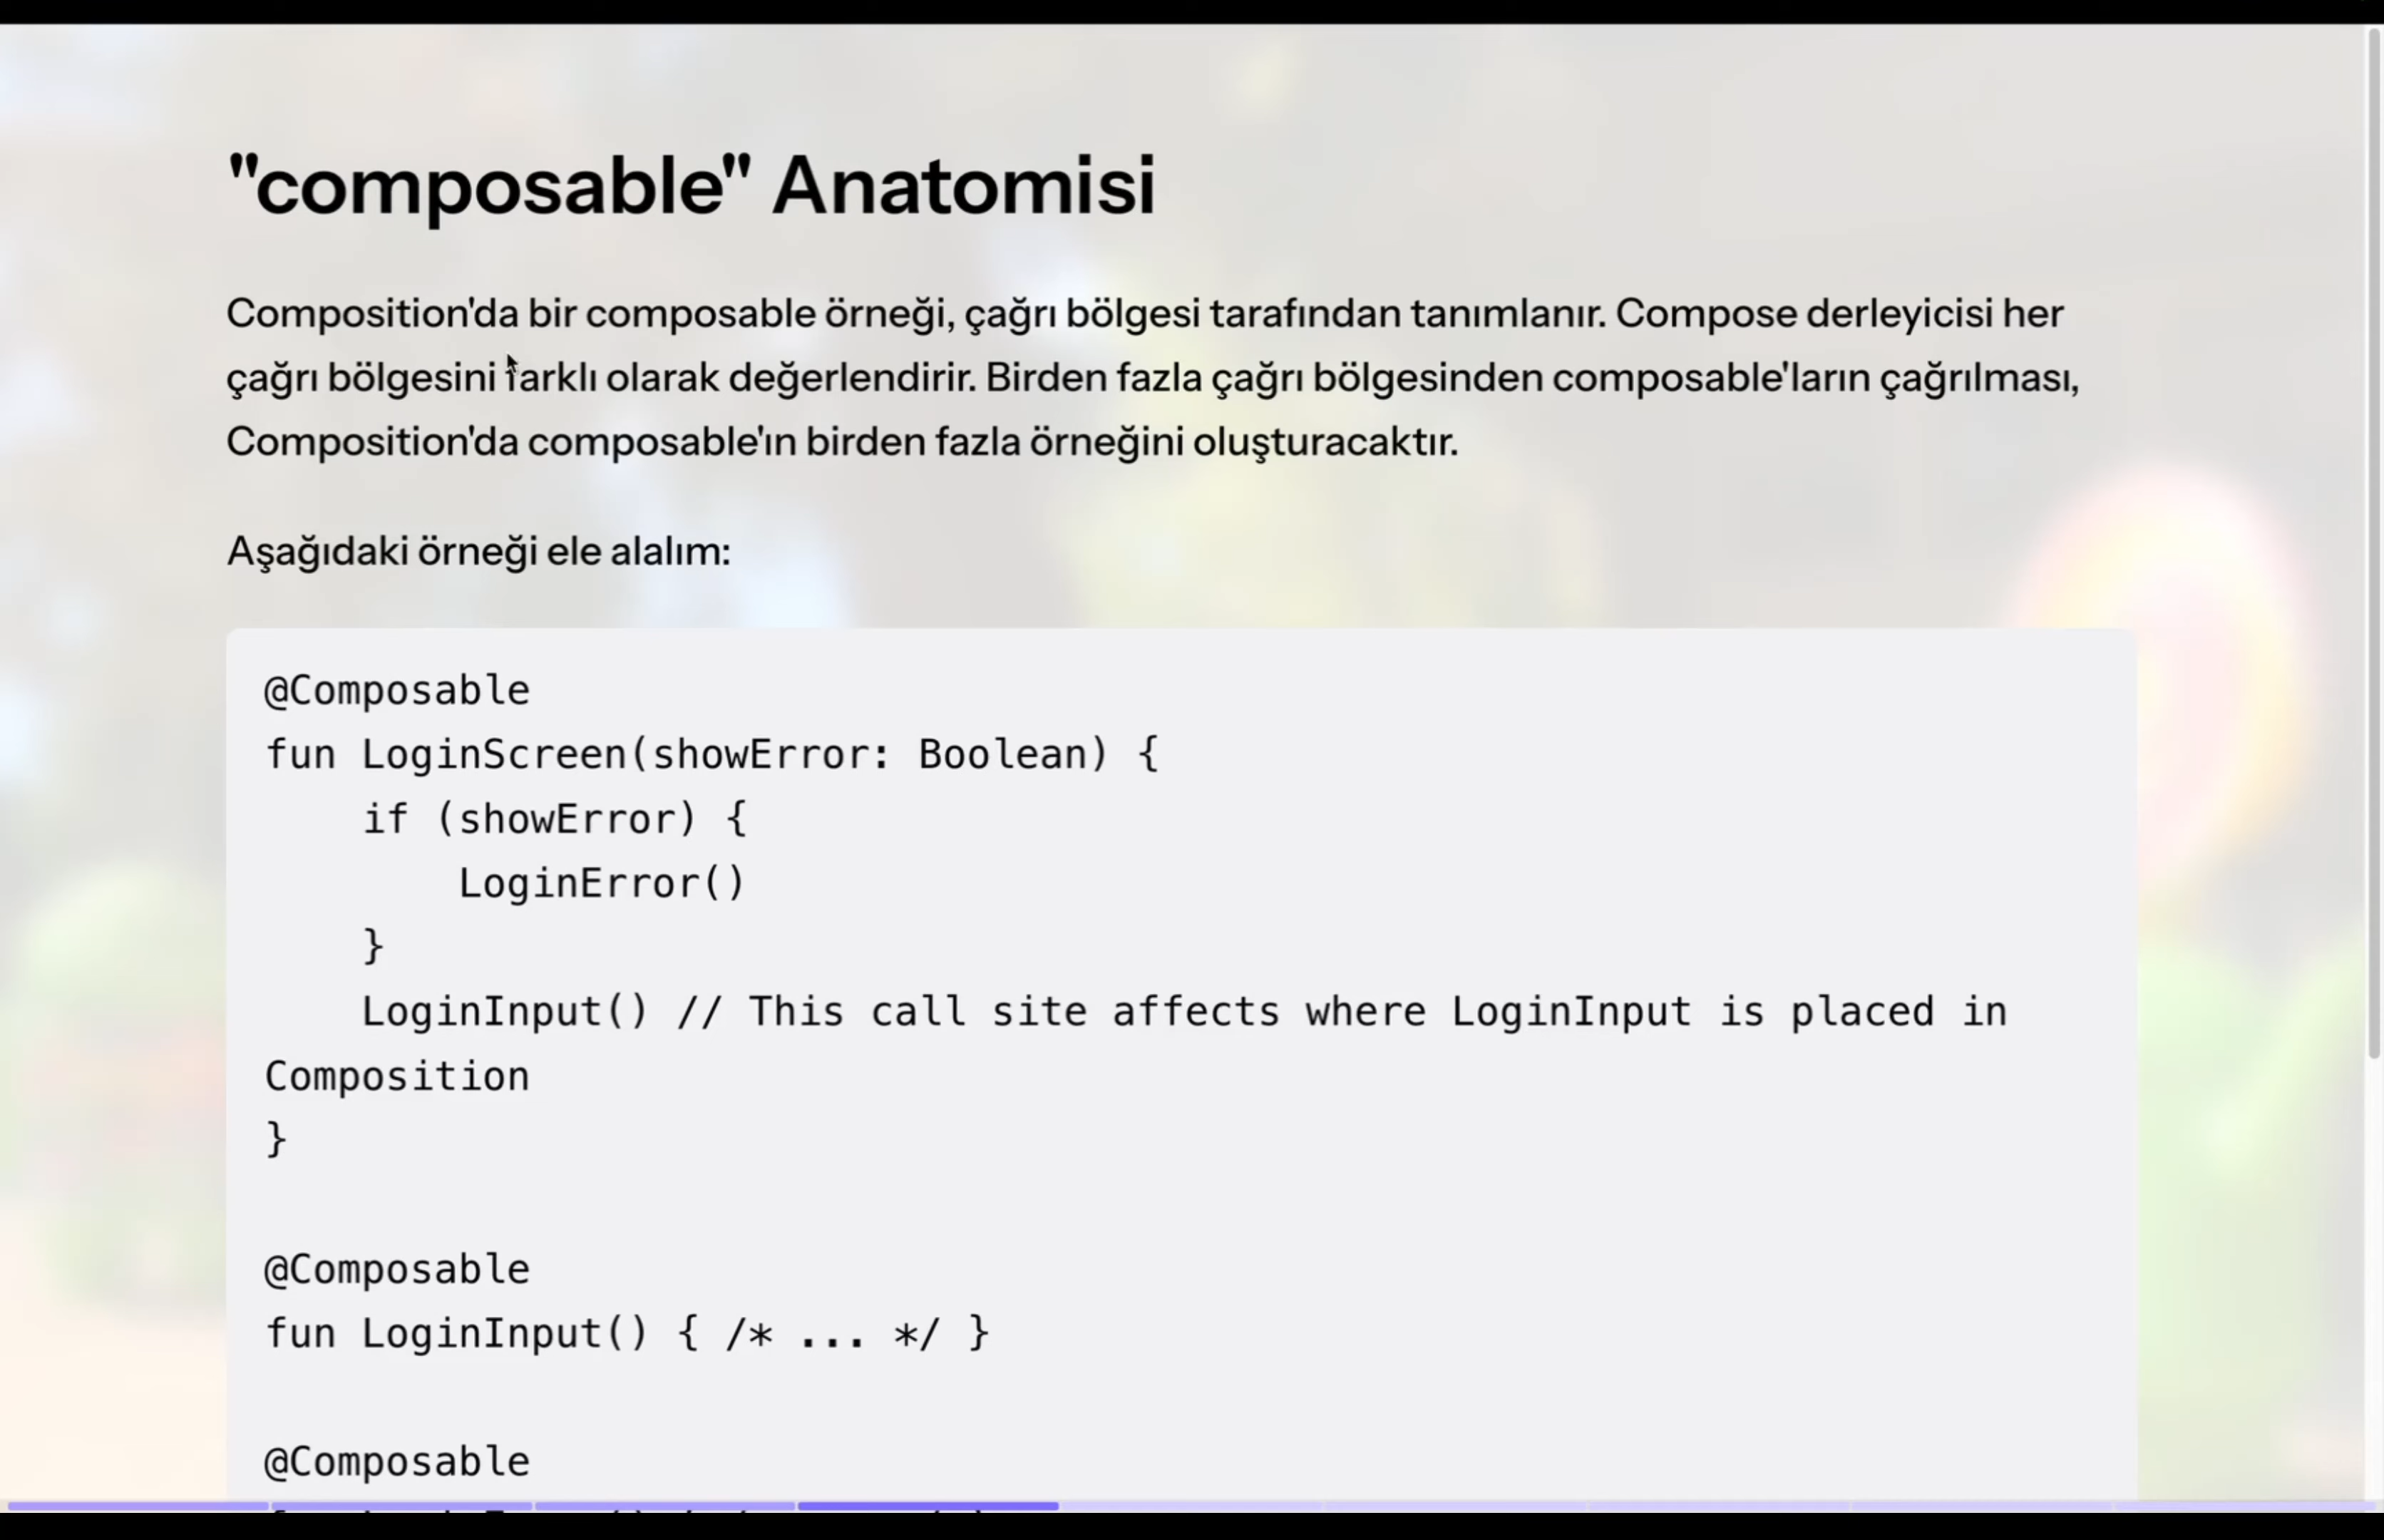 "composable" Anatomisi
Composition'da bir composable örneği, çağrı bölgesi tarafından tanımlanır. Compose derleyicisi her
çağrı bölgesini farklı olarak değerlendirir. Birden fazla çağrı bölgesinden composable'ların çağrılması,
Composition'da composable'ın birden fazla örneğini oluşturacaktır.
Aşağıdaki örneği ele alalım:
@Composable
fun LoginScreen(showError: Boolean) {
    if (showError) {
        LoginError()
    }
    LoginInput() // This call site affects where LoginInput is placed in
Composition
}
@Composable
fun LoginInput() { /* ... */ }
@Composable